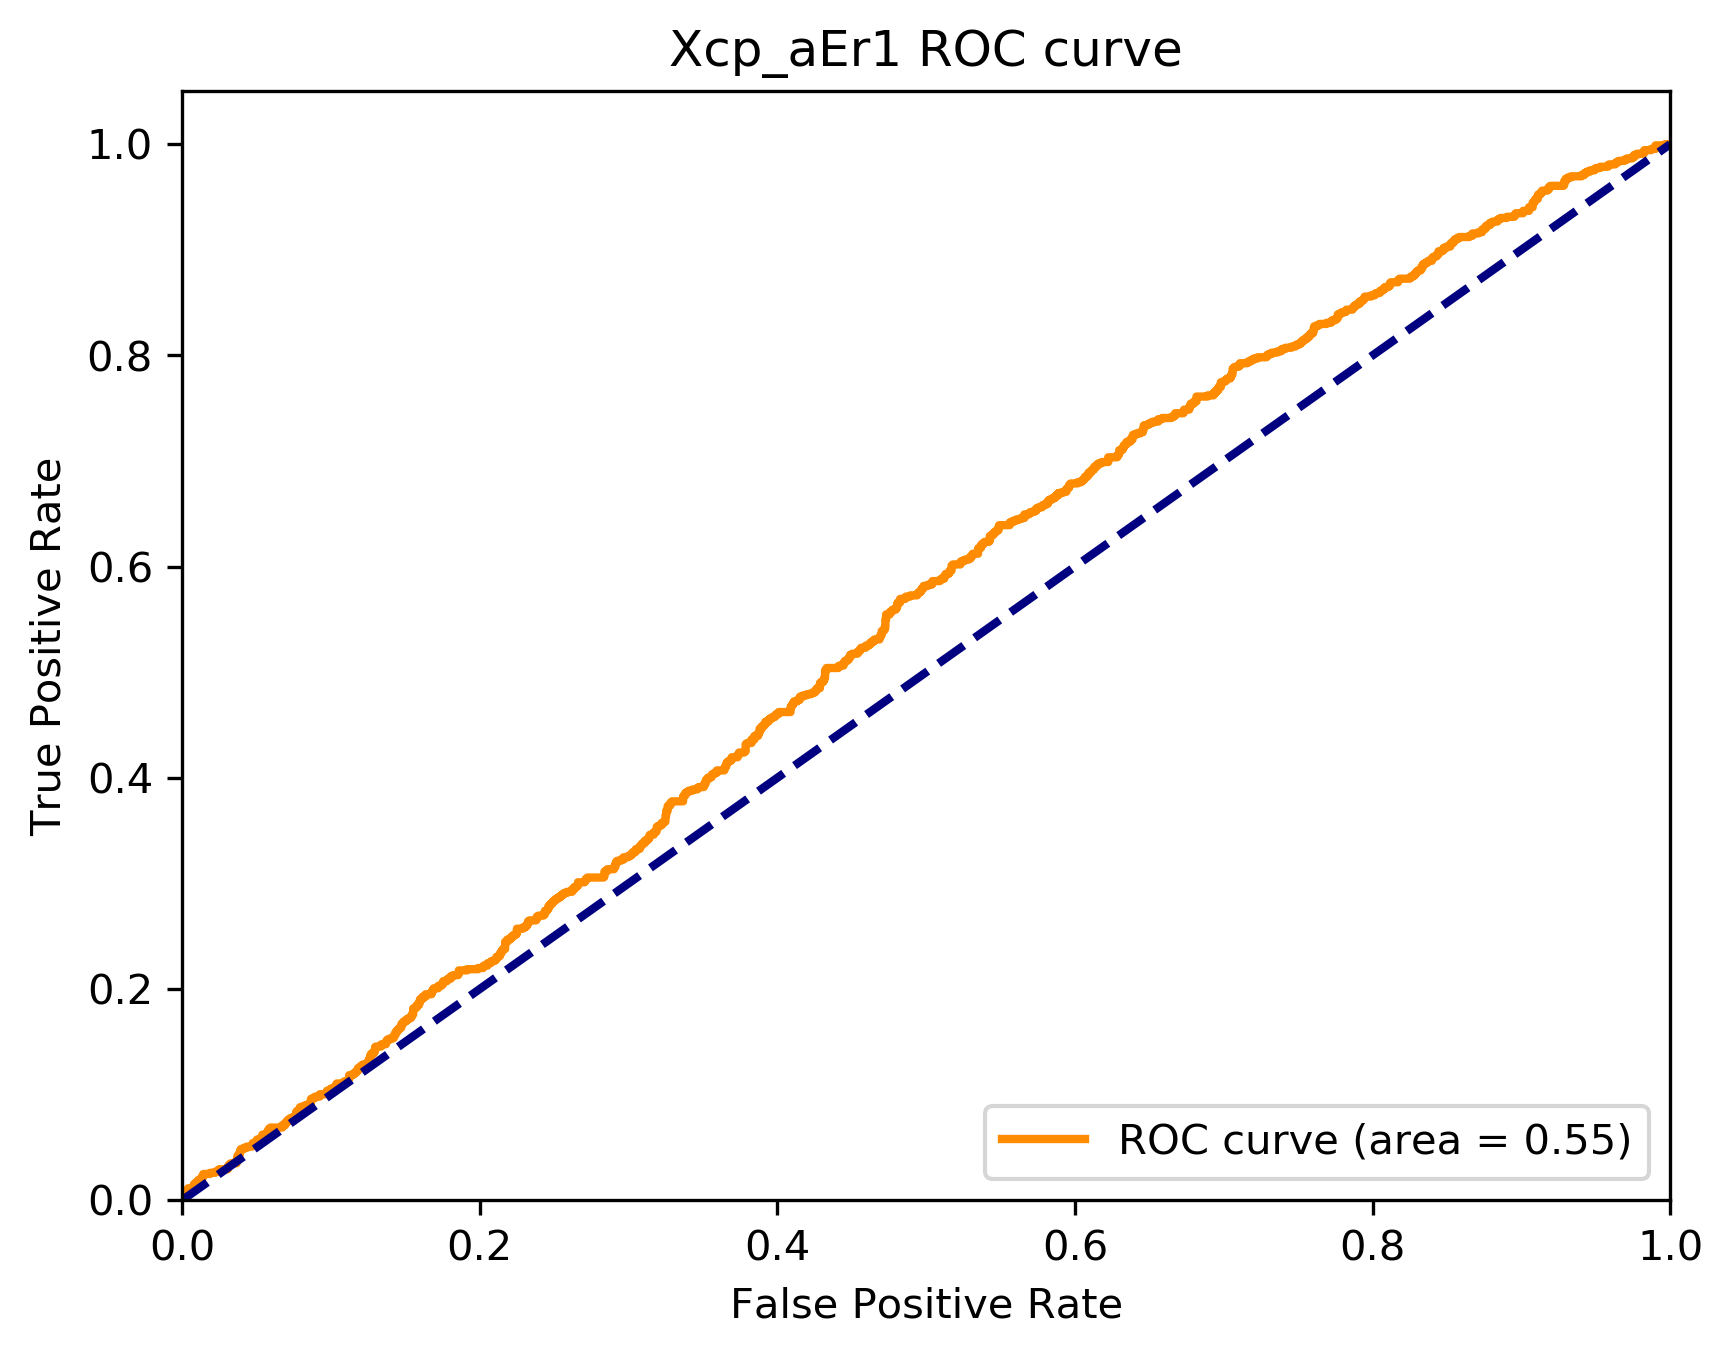 Xcp_aEr1 ROC curve
1.0
0.8
0.6
0.4
0.2
0.0
True Positive Rate
ROC curve (area = 0.55)
0.0 0.2 0.4 0.6 0.8 1.0
False Positive Rate